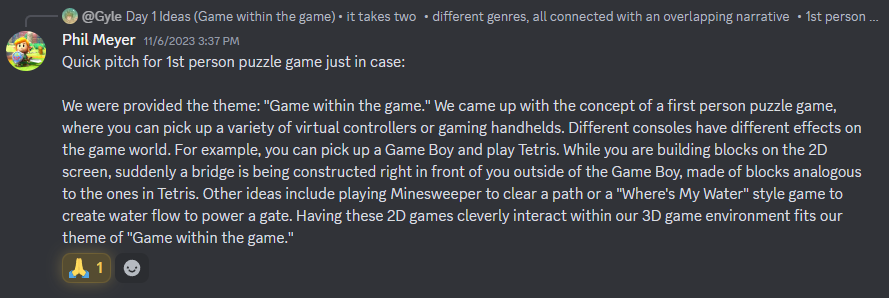 @Gyle Day 1 Ideas (Game within the game) • it takes two • different genres, all connected with an overlapping narrative • 1st person ...
Phil Meyer 11/6/2023 3:37 PM
Quick pitch for 1st person puzzle game just in case:
We were provided the theme: "Game within the game." We came up with the concept of a first person puzzle game,
where you can pick up a variety of virtual controllers or gaming handhelds. Different consoles have different effects on
the game world. For example, you can pick up a Game Boy and play Tetris. While you are building blocks on the 2D
screen, suddenly a bridge is being constructed right in front of you outside of the Game Boy, made of blocks analogous
to the ones in Tetris. Other ideas include playing Minesweeper to clear a path or a "Where's My Water" style game to
create water flow to power a gate. Having these 2D games cleverly interact within our 3D game environment fits our
theme of "Game within the game."
🙏 1